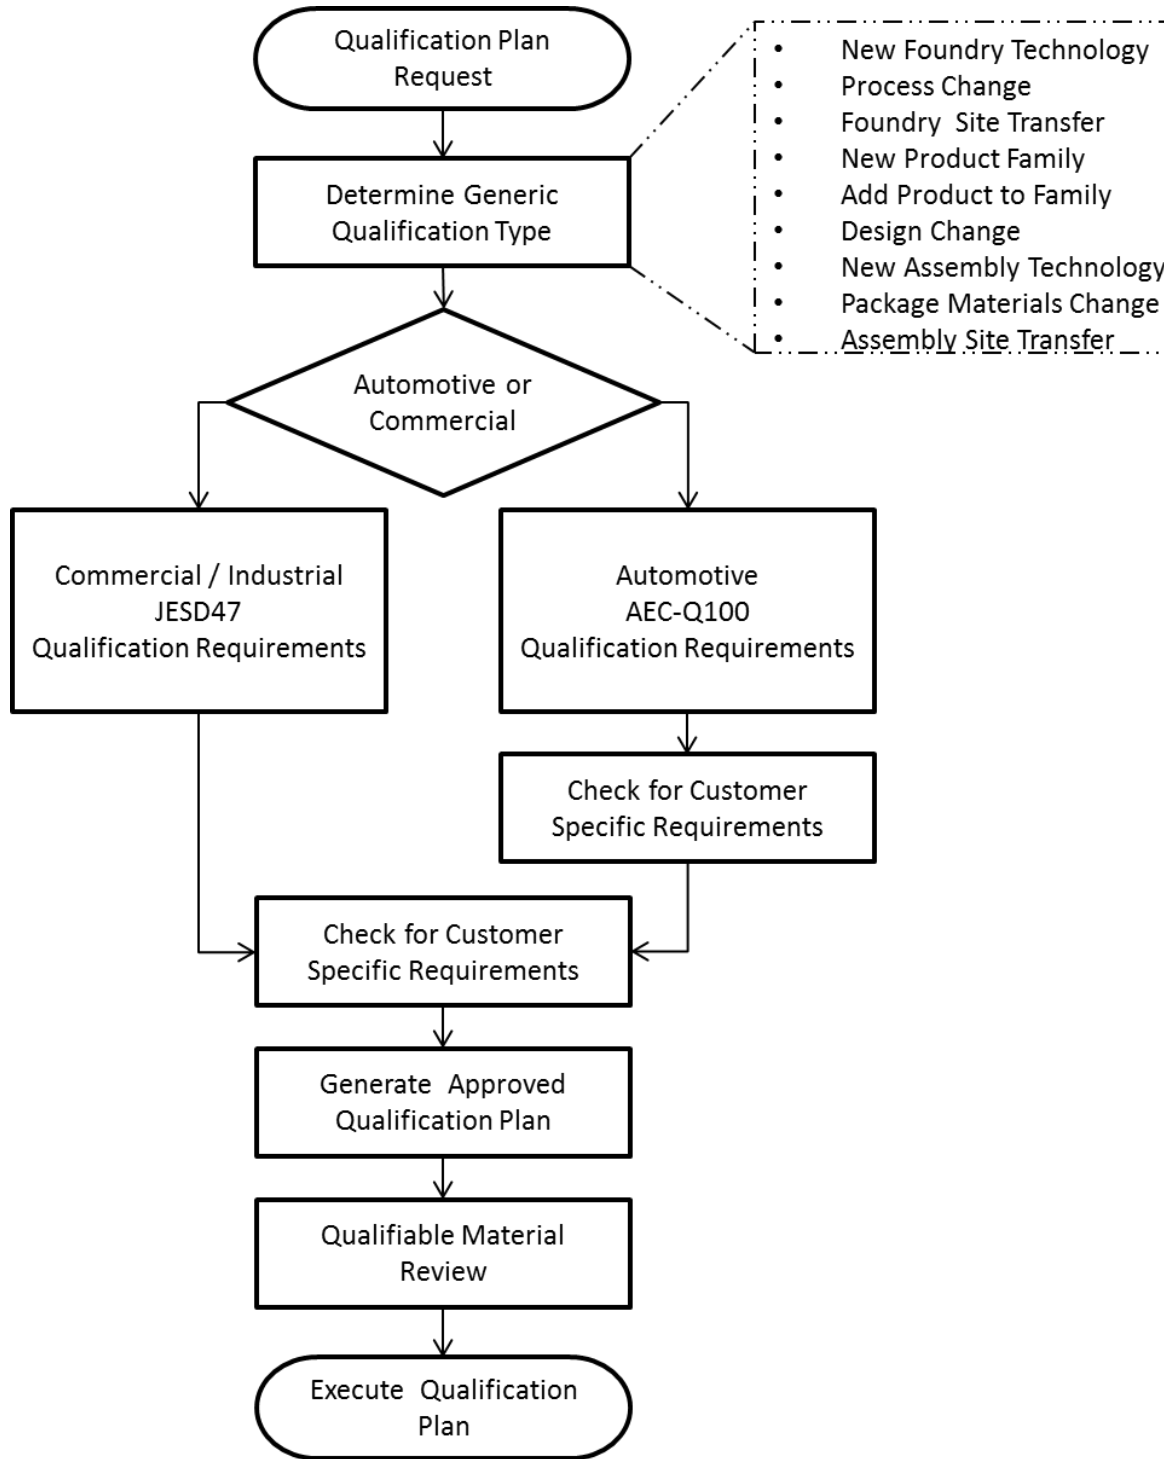 Qualification Plan
Request
• New Foundry Technology
• Process Change
• Foundry Site Transfer
• New Product Family
• Add Product to Family
• Design Change
• New Assembly Technology
• Package Materials Change
• Assembly Site Transfer
Determine Generic
Qualification Type
Automotive or
Commercial
Commercial / Industrial
JESD47
Qualification Requirements
Automotive
AEC-Q100
Qualification Requirements
Check for Customer
Specific Requirements
Check for Customer
Specific Requirements
Generate Approved
Qualification Plan
Qualifiable Material
Review
Execute Qualification
Plan